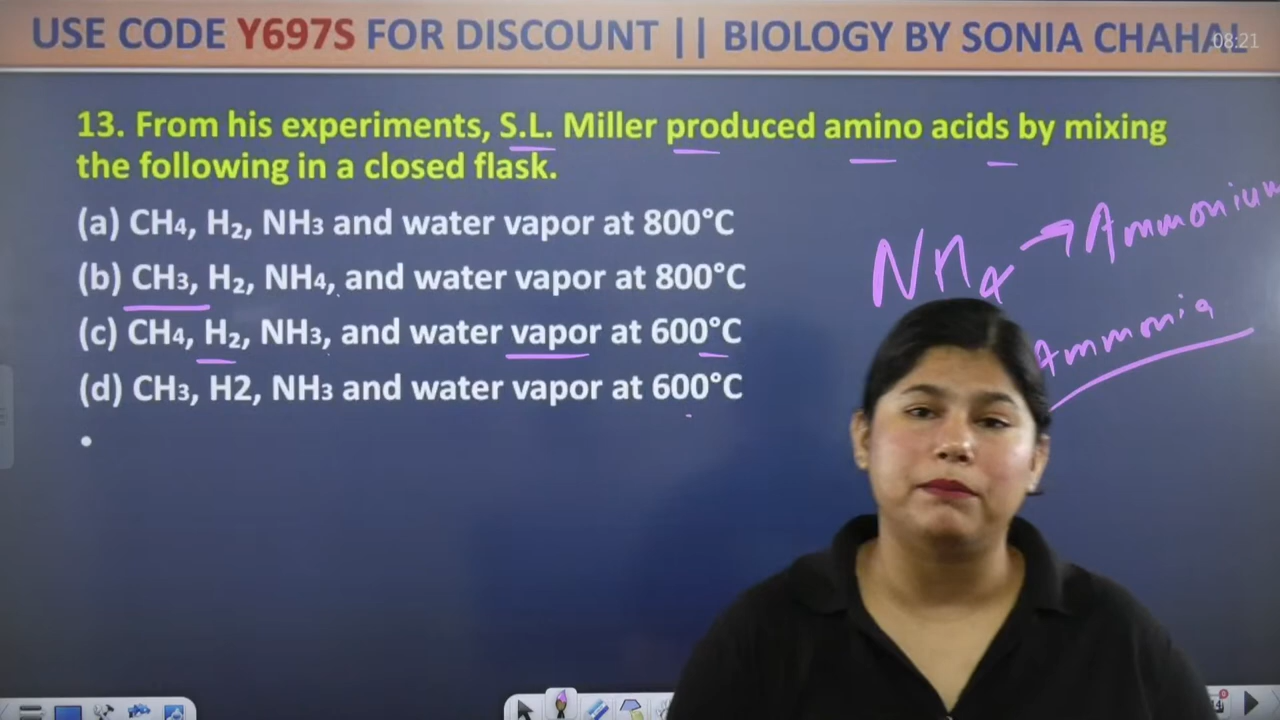 USE CODE Y697S FOR DISCOUNT || BIOLOGY BY SONIA CHAHAL
08:21
13. From his experiments, S.L. Miller produced amino acids by mixing
the following in a closed flask.
(a) CH₄, H₂, NH₃ and water vapor at 800°C
(b) CH₃, H₂, NH₄, and water vapor at 800°C
(c) CH₄, H₂, NH₃, and water vapor at 600°C
(d) CH₃, H2, NH₃ and water vapor at 600°C
•
NH₄ → Ammonium
Ammonia